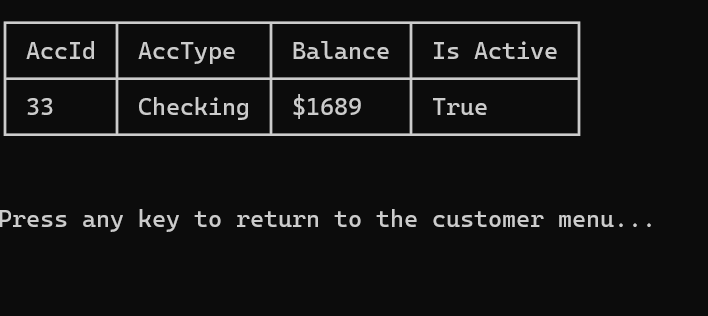 AccId AccType Balance Is Active
33 Checking $1689 True
Press any key to return to the customer menu...